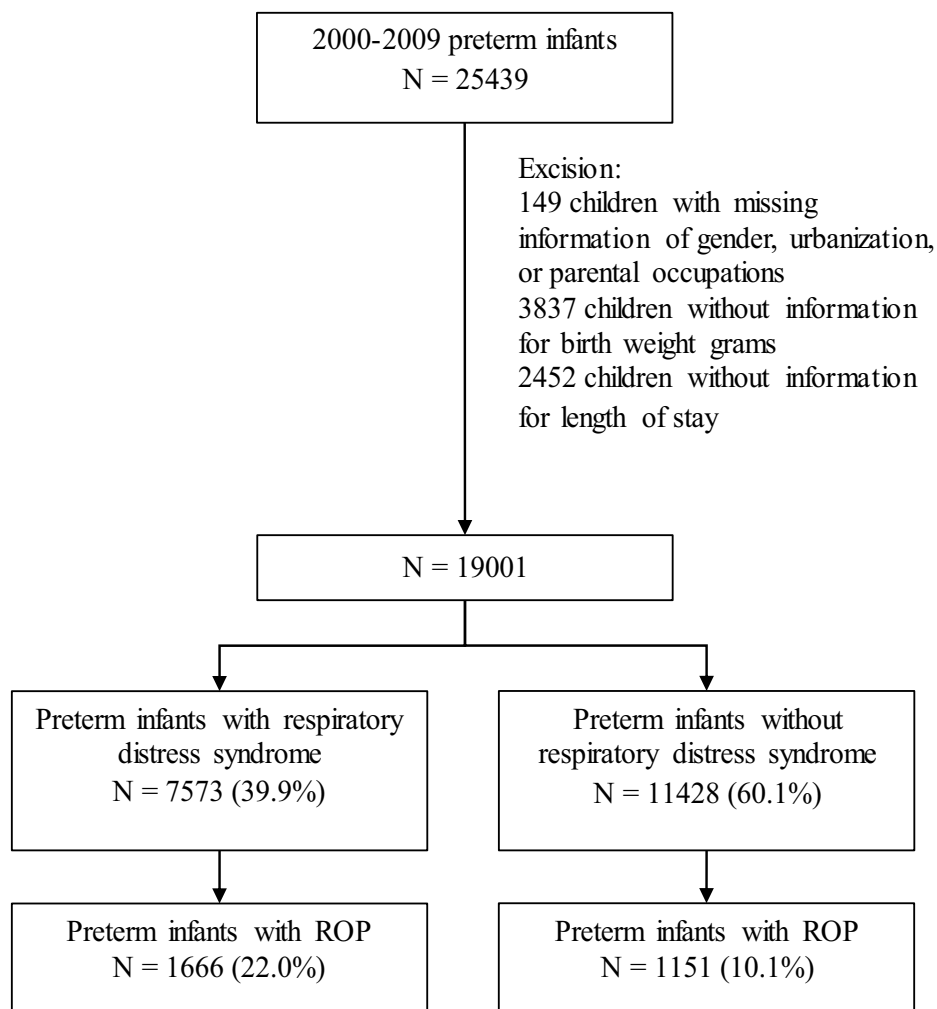 2000-2009 preterm infants
N = 25439
Excision:
149 children with missing
information of gender, urbanization,
or parental occupations
3837 children without information
for birth weight grams
2452 children without information
for length of stay
N = 19001
Preterm infants with respiratory
distress syndrome
N = 7573 (39.9%)
Preterm infants without
respiratory distress syndrome
N = 11428 (60.1%)
Preterm infants with ROP
N = 1666 (22.0%)
Preterm infants with ROP
N = 1151 (10.1%)